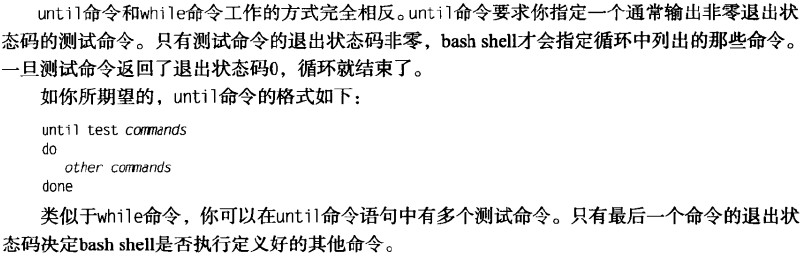 until命令和while命令工作的方式完全相反。until命令要求你指定一个通常输出非零退出状
态码的测试命令。只有测试命令的退出状态码非零，bash shell才会指定循环中列出的那些命令。
一旦测试命令返回了退出状态码0，循环就结束了。
如你所期望的，until命令的格式如下：
until test commands
do
other commands
done
类似于while命令，你可以在until命令语句中有多个测试命令。只有最后一个命令的退出状
态码决定bash shell是否执行定义好的其他命令。